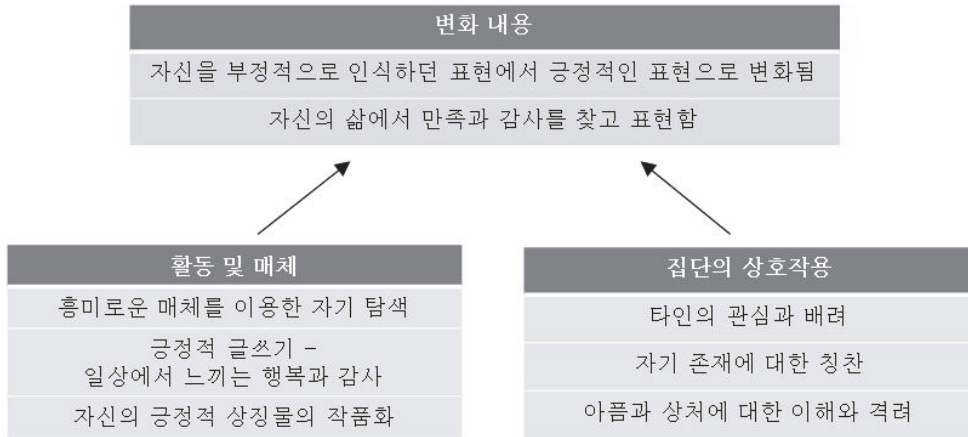 변화 내용
자신을 부정적으로 인식하던 표현에서 긍정적인 표현으로 변화됨
자신의 삶에서 만족과 감사를 찾고 표현함
활동 및 매체
흥미로운 매체를 이용한 자기 탐색
긍정적 글쓰기 –
일상에서 느끼는 행복과 감사
자신의 긍정적 상징물의 작품화
집단의 상호작용
타인의 관심과 배려
자기 존재에 대한 칭찬
아픔과 상처에 대한 이해와 격려